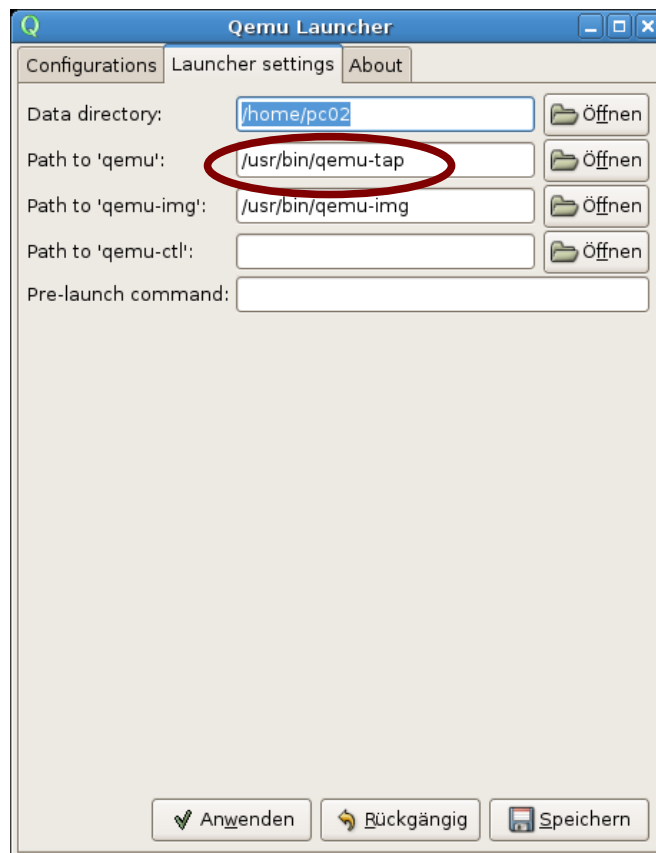 Qemu Launcher
Configurations Launcher settings About
Data directory: /home/pc02 Öffnen
Path to 'qemu': /usr/bin/qemu-tap Öffnen
Path to 'qemu-img': /usr/bin/qemu-img Öffnen
Path to 'qemu-ctl': Öffnen
Pre-launch command:
Anwenden Rückgängig Speichern